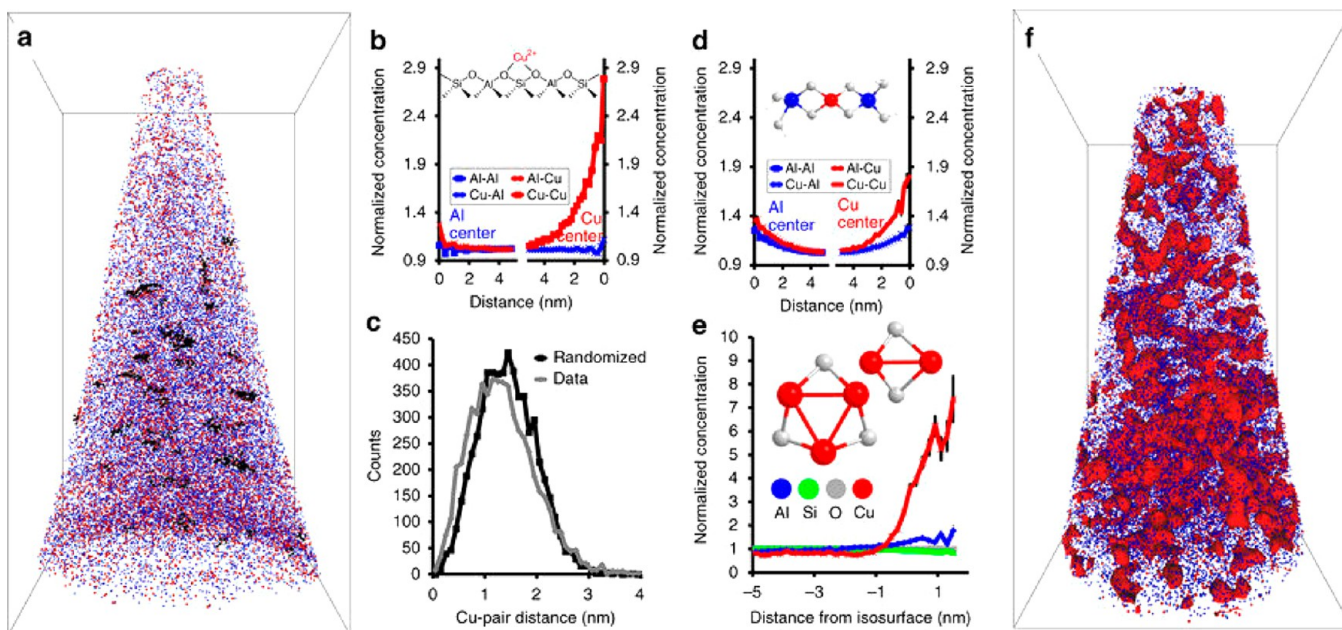 a
b
Cu2+
O O O O
Si Al Si Al Si
2.9
2.4
1.9
1.4
0.9
Normalized concentration
Al-Al Al-Cu
Cu-Al Cu-Cu
Al
center
Cu
center
2.9
2.4
1.9
1.4
0.9
Normalized concentration
0 2 4 4 2 0
Distance (nm)
c
450
400
350
300
250
200
150
100
50
0
Counts
Randomized
Data
0 1 2 3 4
Cu-pair distance (nm)
d
2.9
2.4
1.9
1.4
0.9
Normalized concentration
Al-Al Al-Cu
Cu-Al Cu-Cu
Al
center
Cu
center
2.9
2.4
1.9
1.4
0.9
Normalized concentration
0 2 4 4 2 0
Distance (nm)
e
10
9
8
7
6
5
4
3
2
1
0
Normalized concentration
Al Si O Cu
–5 –3 –1 1
Distance from isosurface (nm)
f